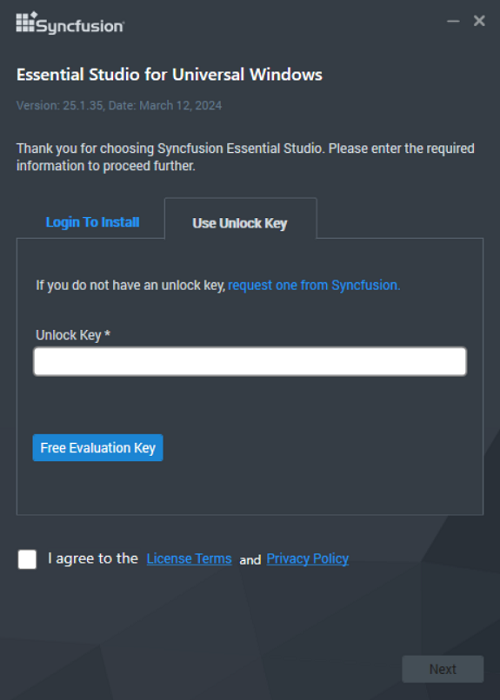 Syncfusion
Essential Studio for Universal Windows
Version: 25.1.35, Date: March 12, 2024
Thank you for choosing Syncfusion Essential Studio. Please enter the required
information to proceed further.
Login To Install
Use Unlock Key
If you do not have an unlock key, request one from Syncfusion.
Unlock Key *
Free Evaluation Key
I agree to the License Terms and Privacy Policy
Next